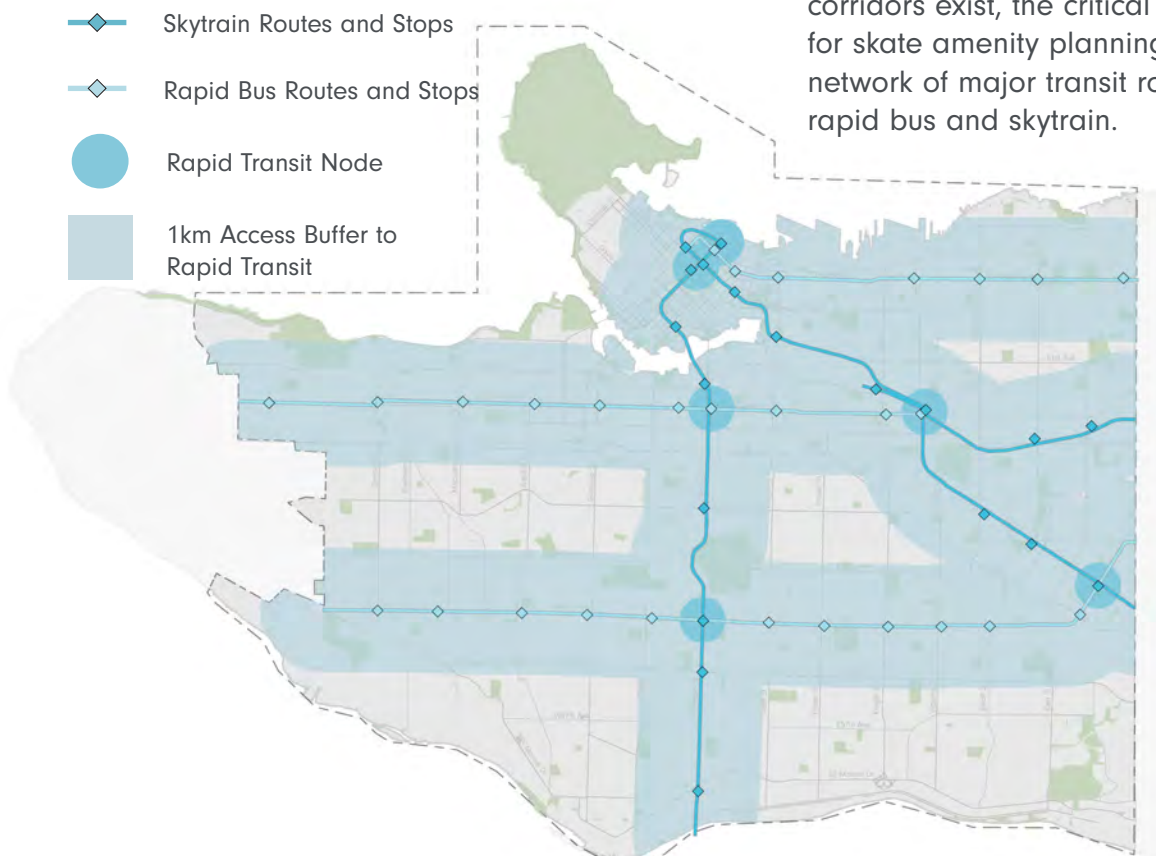 Skytrain Routes and Stops
Rapid Bus Routes and Stops
Rapid Transit Node
1km Access Buffer to
Rapid Transit
corridors exist, the critical
for skate amenity planning
network of major transit ro
rapid bus and skytrain.